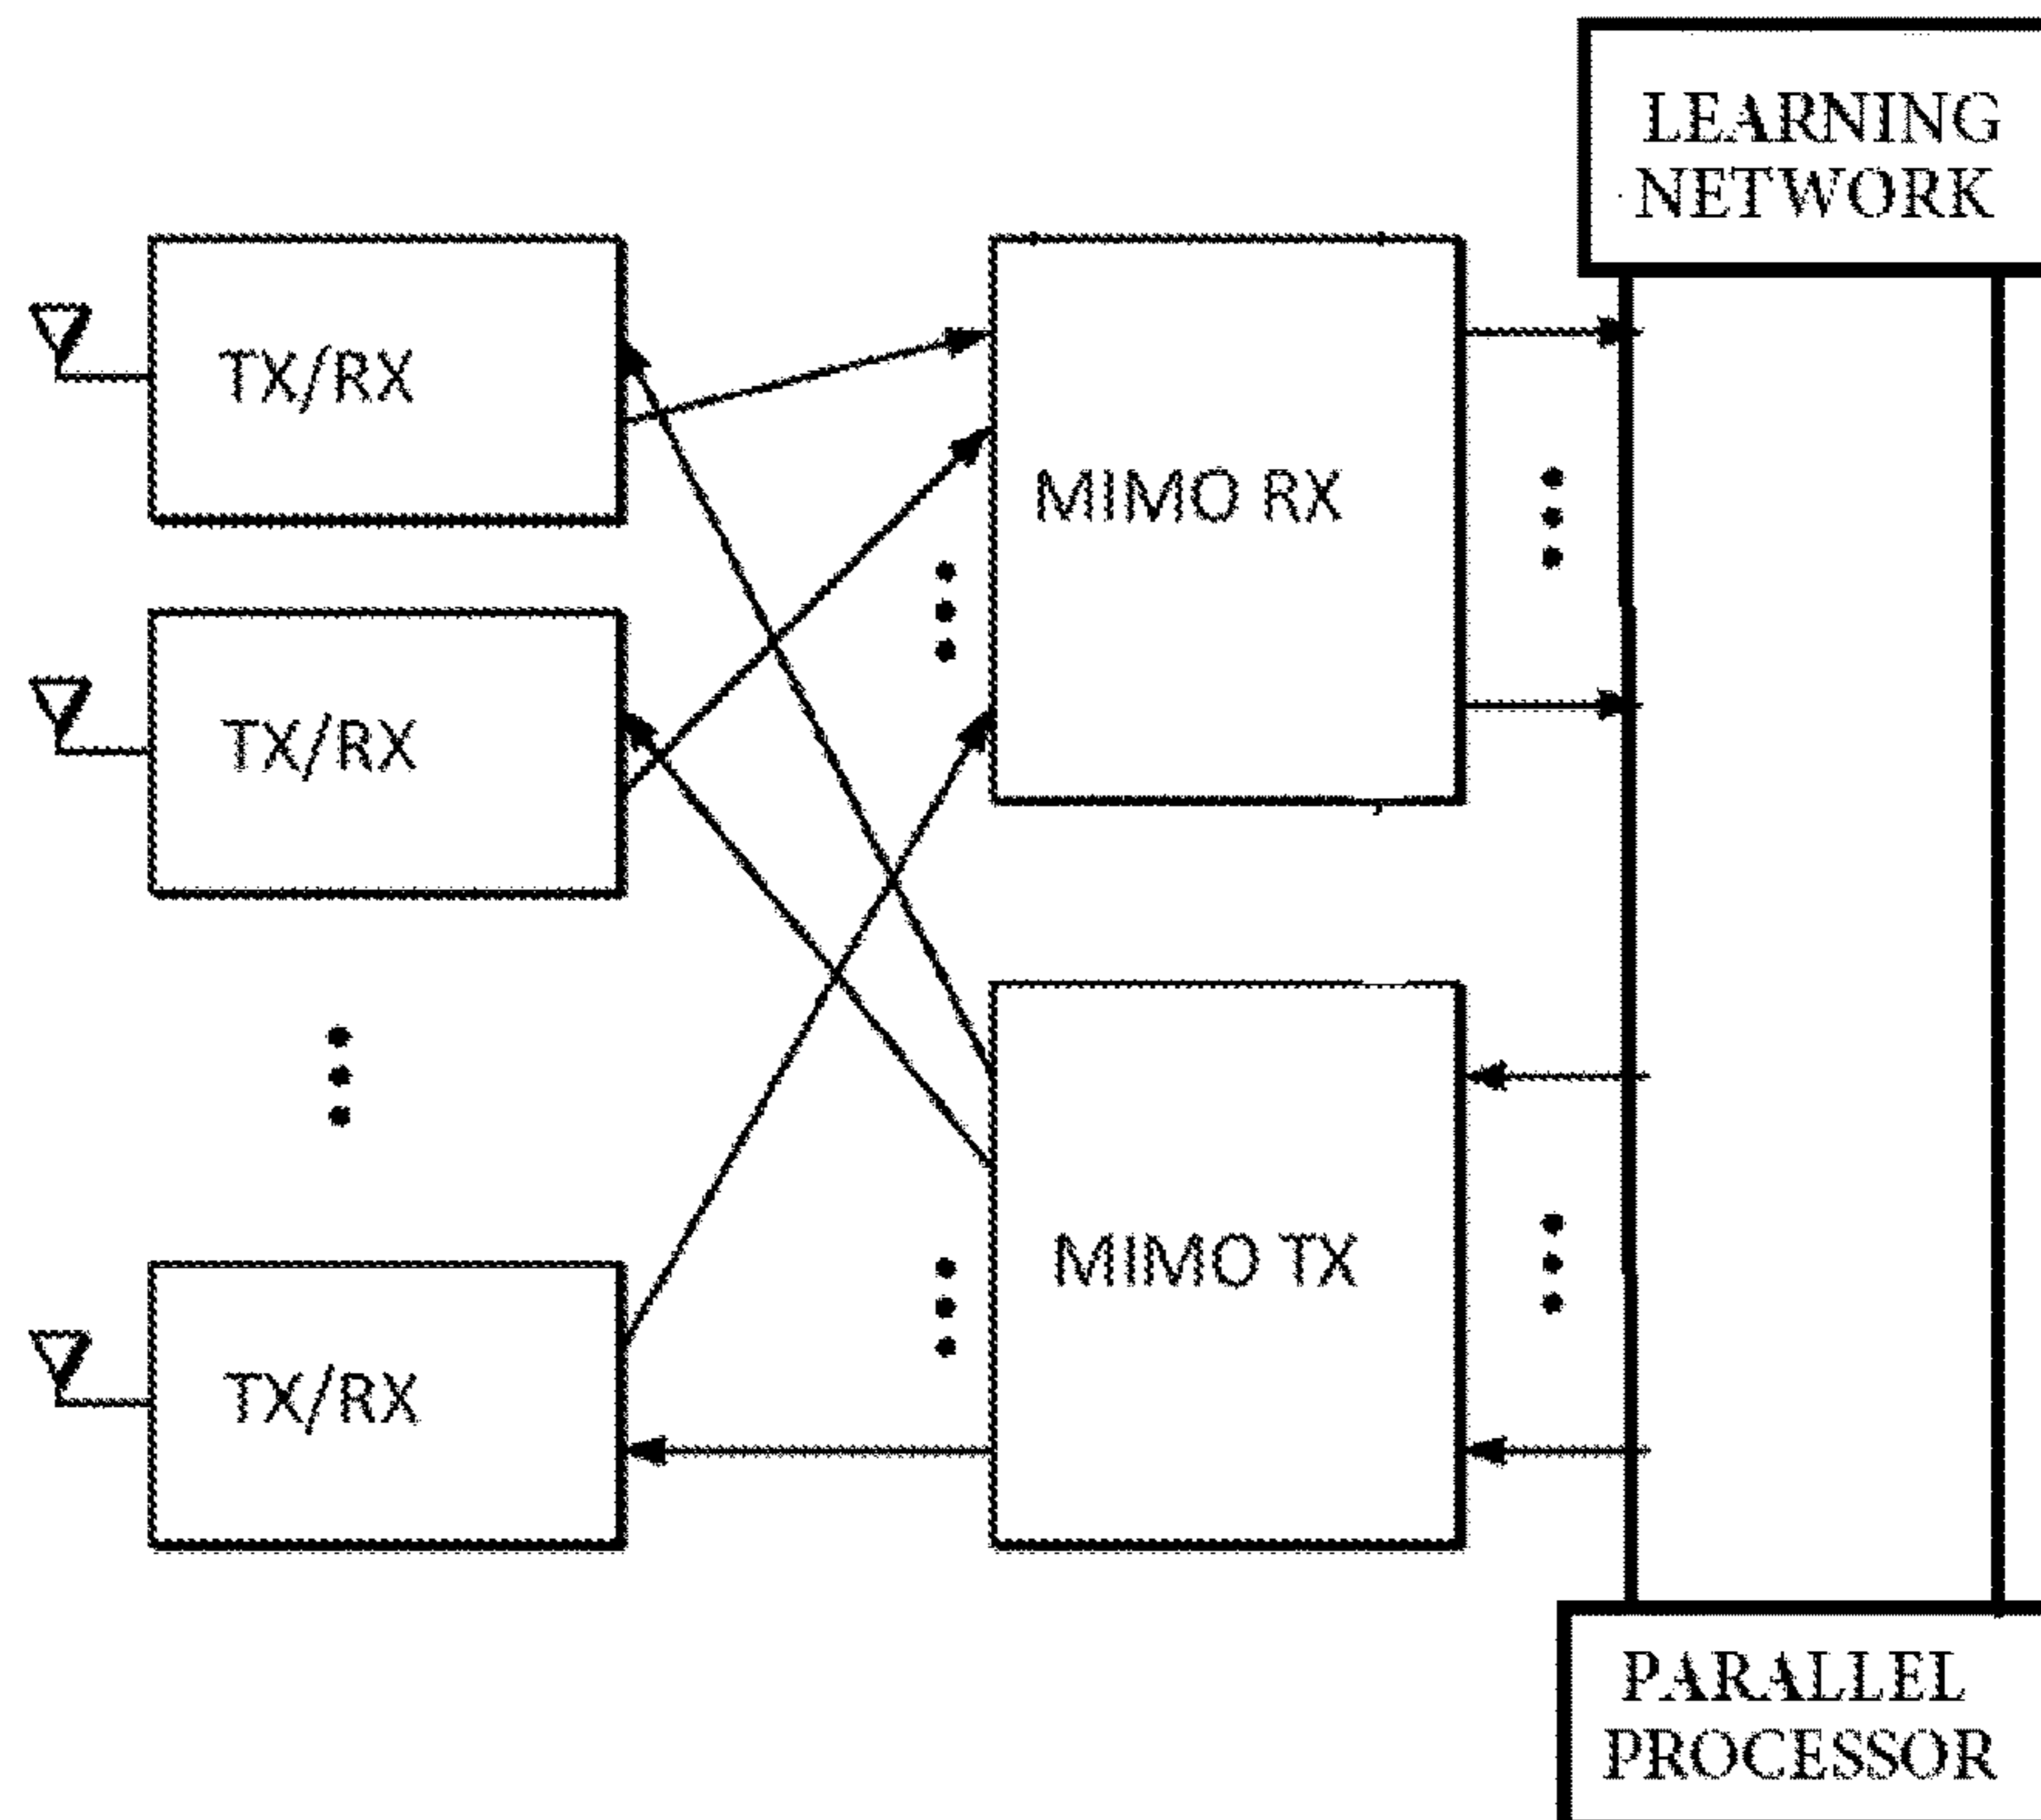 LEARNING
NETWORK
TX/RX
MIMO RX
TX/RX
MIMO TX
TX/RX
PARALLEL
PROCESSOR